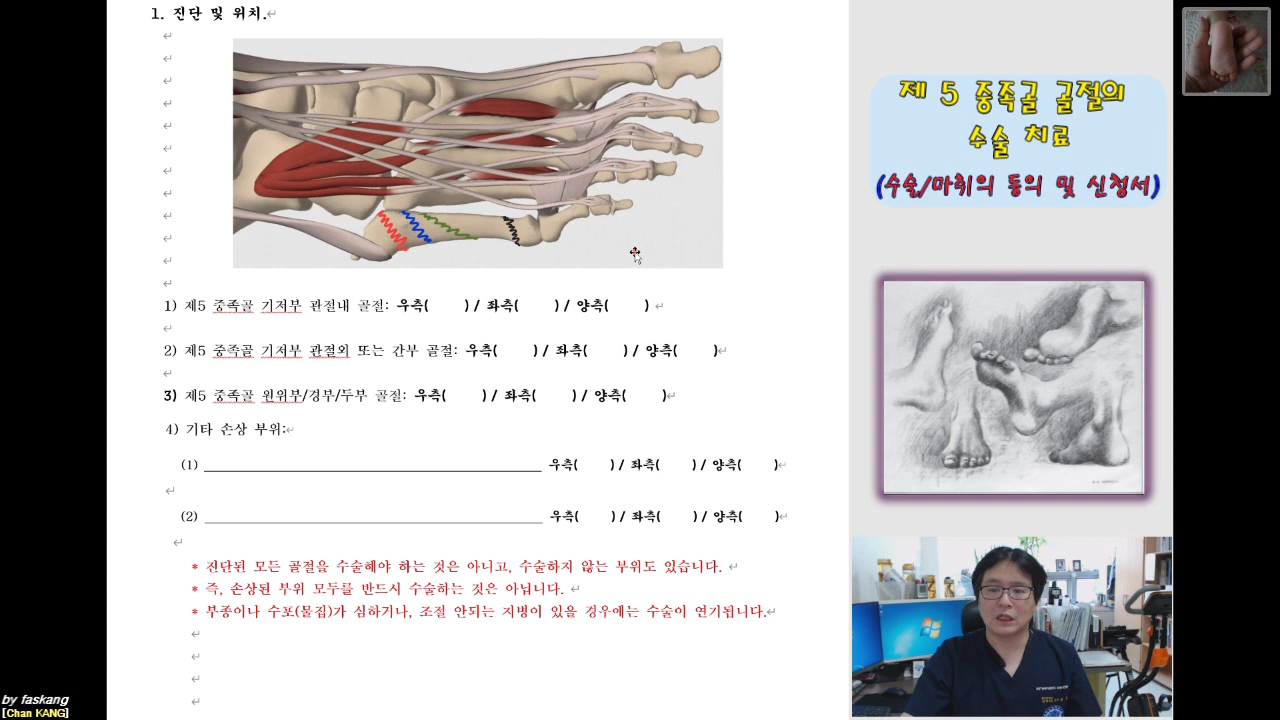 1. 진단 및 위치.
1) 제5 중족골 기저부 관절내 골절: 우측( ) / 좌측( ) / 양측( )
2) 제5 중족골 기저부 관절외 또는 간부 골절: 우측( ) / 좌측( ) / 양측( )
3) 제5 중족골 원위부/경부/두부 골절: 우측( ) / 좌측( ) / 양측( )
4) 기타 손상 부위:
(1) 우측( ) / 좌측( ) / 양측( )
(2) 우측( ) / 좌측( ) / 양측( )
* 진단된 모든 골절을 수술해야 하는 것은 아니고, 수술하지 않는 부위도 있습니다.
* 즉, 손상된 부위 모두를 반드시 수술하는 것은 아닙니다.
* 부종이나 수포(물집)가 심하거나, 조절 안되는 지병이 있을 경우에는 수술이 연기됩니다.
제 5 중족골 골절의
수술 치료
(수술/마취의 동의 및 신청서)
by faskang
[Chan KANG]